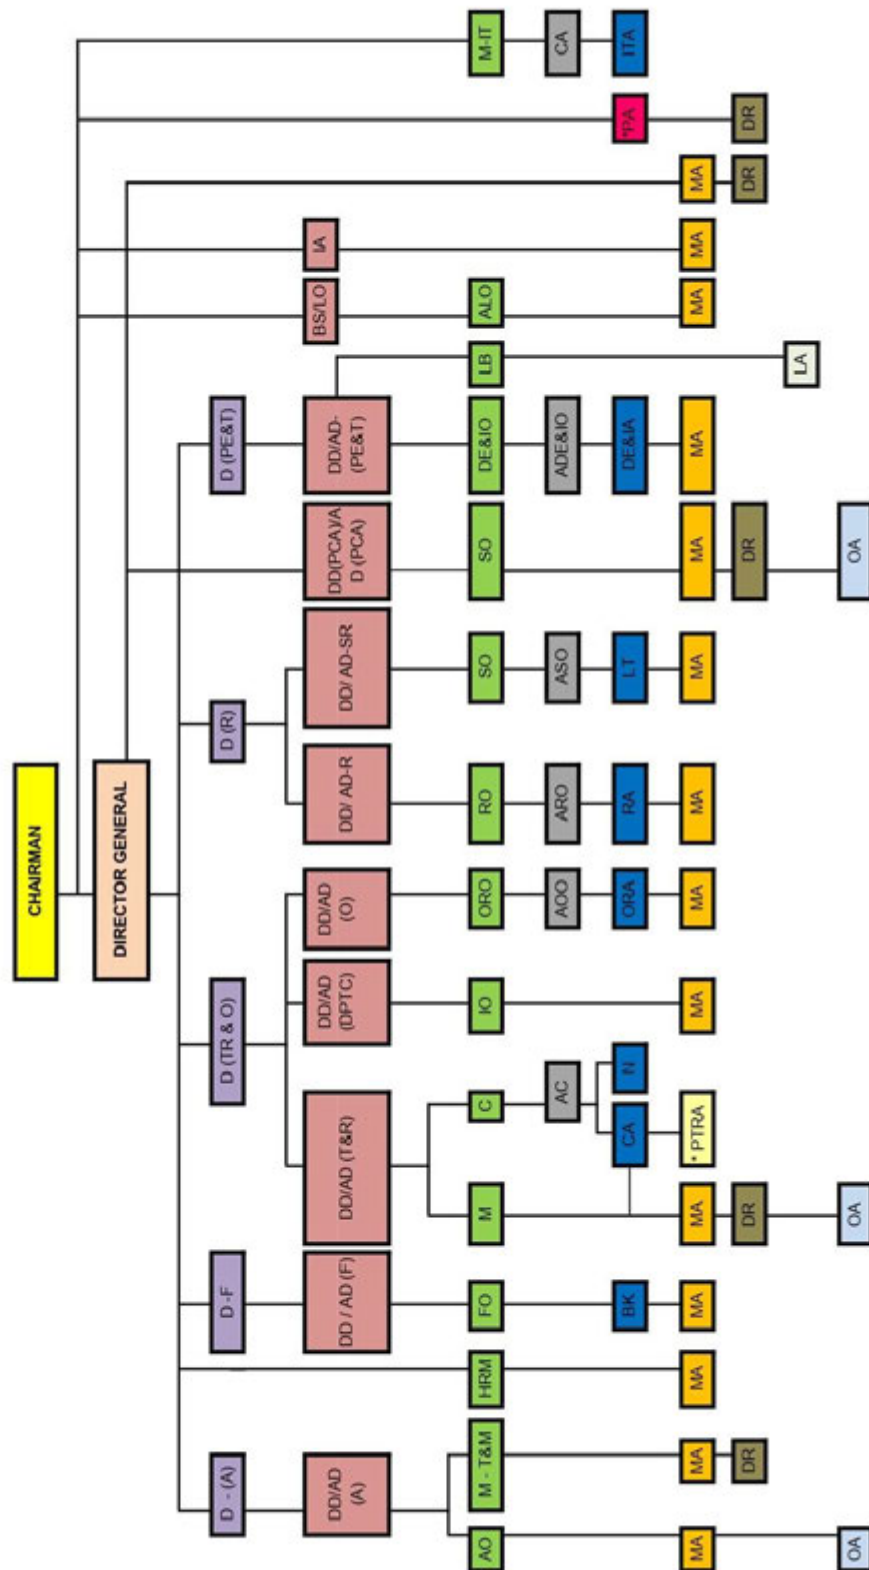 CHAIRMAN
DIRECTOR GENERAL
D - (A)
D -F
D (TR & O)
D (R)
D (PE&T)
DD/AD
(A)
DD / AD (F)
DD/AD (T&R)
DD/AD
(DPTC)
DD/AD
(O)
DD/ AD-R
DD/ AD-SR
DD(PCA)/A
D (PCA)
DD/AD-
(PE&T)
BS/LO
IA
AO
M - T&M
HRM
FO
M
C
IO
ORO
RO
SO
SO
DE&IO
LB
ALO
M-IT
AC
AOO
ARO
ASO
ADE&IO
CA
BK
CA
IN
ORA
RA
LT
DE&IA
*PA
ITA
MA
MA
MA
MA
MA
* PTRA
MA
MA
MA
MA
MA
MA
MA
MA
MA
DR
DR
DR
DR
DR
LA
OA
OA
OA